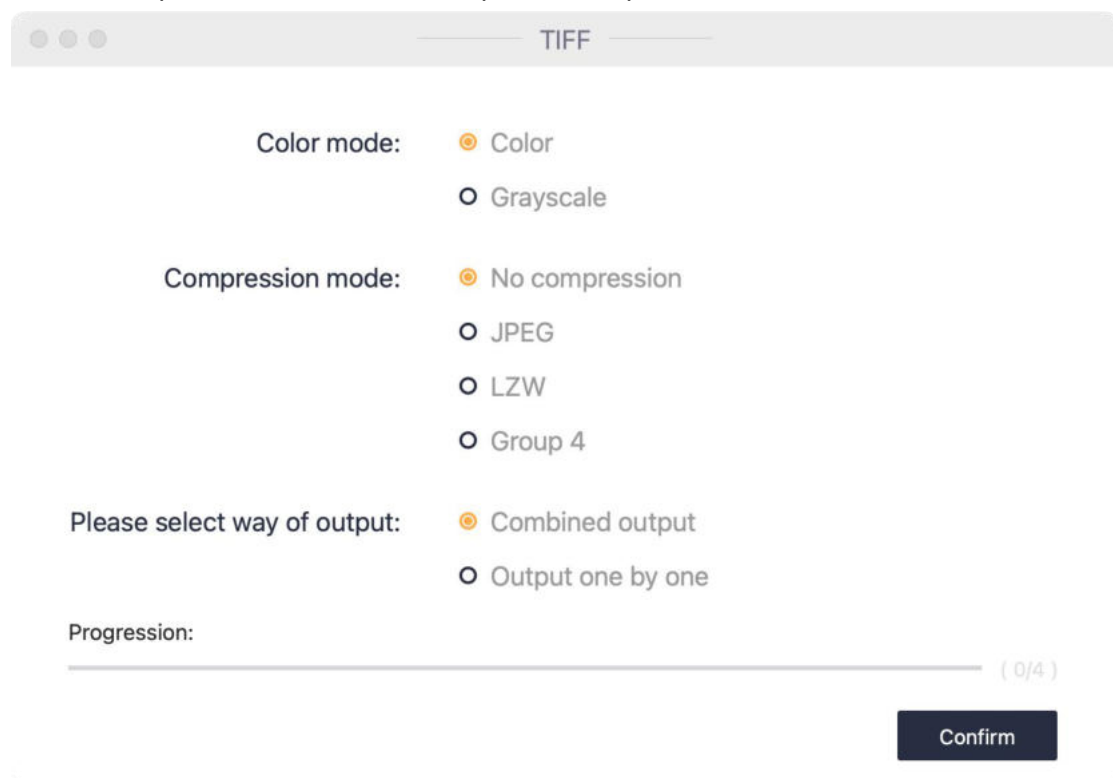 TIFF
Color mode: Color
Grayscale
Compression mode: No compression
JPEG
LZW
Group 4
Please select way of output: Combined output
Output one by one
Progression:
( 0/4 )
Confirm